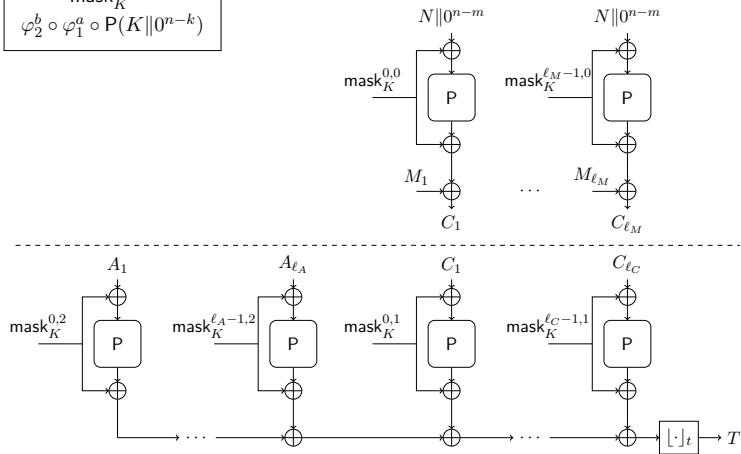 mask_K
φ_2^b ∘ φ_1^a ∘ P(K‖0^{n−k})
N‖0^{n−m} N‖0^{n−m}
mask_K^{0,0} P mask_K^{ℓ_M−1,0} P
M_1 ... M_{ℓ_M}
C_1 C_{ℓ_M}
A_1 A_{ℓ_A} C_1 C_{ℓ_C}
mask_K^{0,2} P mask_K^{ℓ_A−1,2} P mask_K^{0,1} P mask_K^{ℓ_C−1,1} P
... ... ⌊·⌋_t T